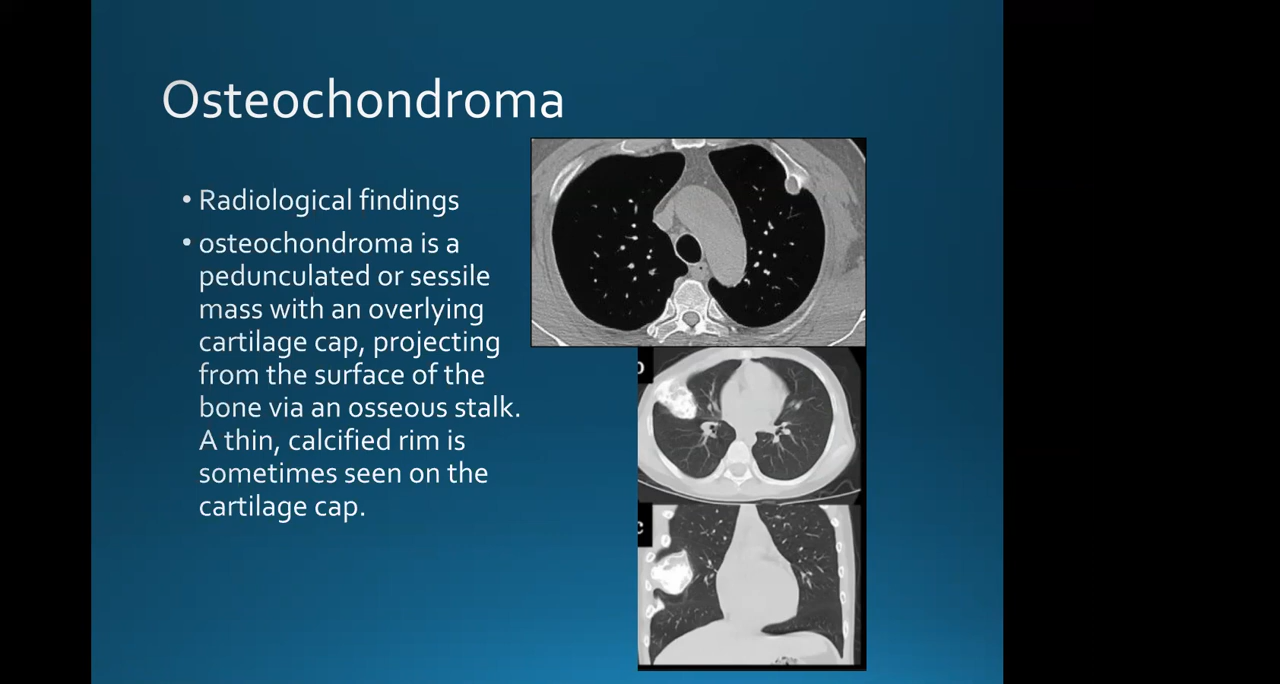 Osteochondroma
• Radiological findings
• osteochondroma is a
pedunculated or sessile
mass with an overlying
cartilage cap, projecting
from the surface of the
bone via an osseous stalk.
A thin, calcified rim is
sometimes seen on the
cartilage cap.